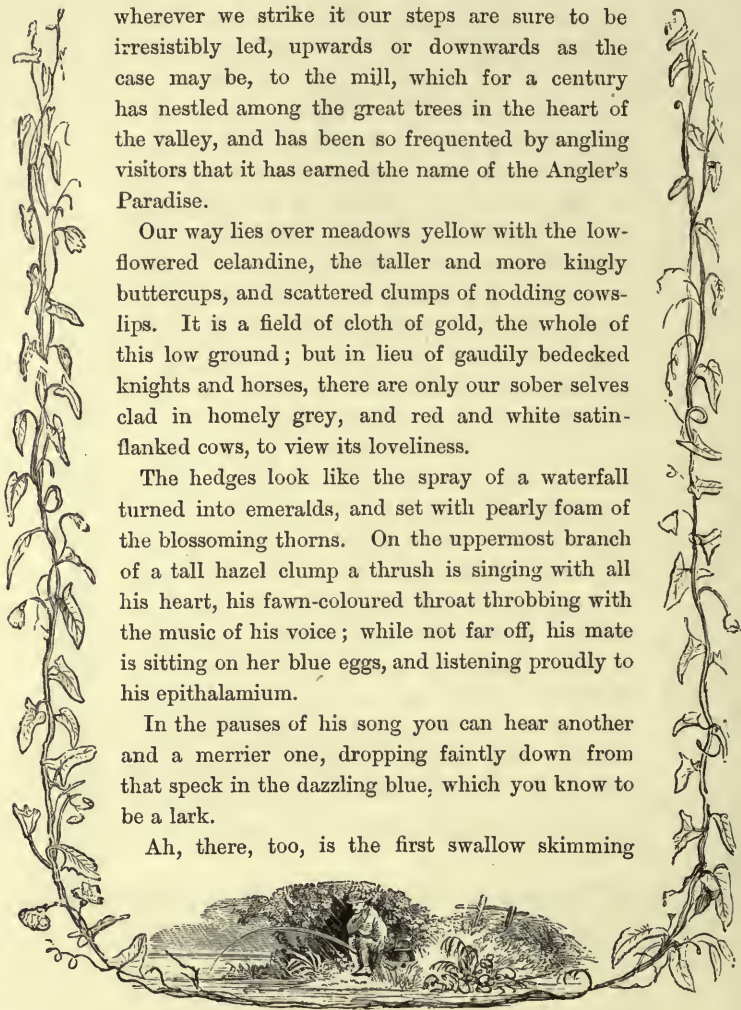 wherever we strike it our steps are sure to be
irresistibly led, upwards or downwards as the
case may be, to the mill, which for a century
has nestled among the great trees in the heart of
the valley, and has been so frequented by angling
visitors that it has earned the name of the Angler's
Paradise.
Our way lies over meadows yellow with the low-
flowered celandine, the taller and more kingly
buttercups, and scattered clumps of nodding cows-
lips. It is a field of cloth of gold, the whole of
this low ground; but in lieu of gaudily bedecked
knights and horses, there are only our sober selves
clad in homely grey, and red and white satin-
flanked cows, to view its loveliness.
The hedges look like the spray of a waterfall
turned into emeralds, and set with pearly foam of
the blossoming thorns. On the uppermost branch
of a tall hazel clump a thrush is singing with all
his heart, his fawn-coloured throat throbbing with
the music of his voice; while not far off, his mate
is sitting on her blue eggs, and listening proudly to
his epithalamium.
In the pauses of his song you can hear another
and a merrier one, dropping faintly down from
that speck in the dazzling blue, which you know to
be a lark.
Ah, there, too, is the first swallow skimming